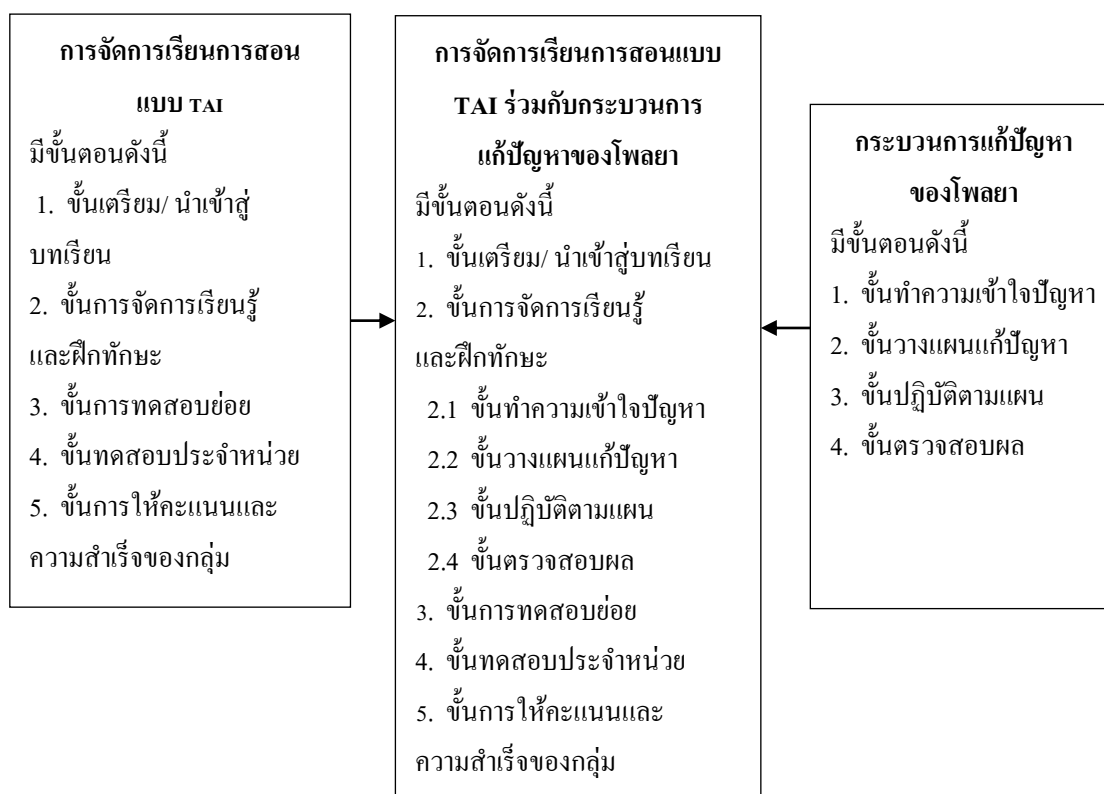 การจัดการเรียนการสอน
แบบ TAI
มีขั้นตอนดังนี้
1. ขั้นเตรียม/ นำเข้าสู่
บทเรียน
2. ขั้นการจัดการเรียนรู้
และฝึกทักษะ
3. ขั้นการทดสอบย่อย
4. ขั้นทดสอบประจำหน่วย
5. ขั้นการให้คะแนนและ
ความสำเร็จของกลุ่ม
การจัดการเรียนการสอนแบบ
TAI ร่วมกับกระบวนการ
แก้ปัญหาของโพลยา
มีขั้นตอนดังนี้
1. ขั้นเตรียม/ นำเข้าสู่บทเรียน
2. ขั้นการจัดการเรียนรู้
และฝึกทักษะ
2.1 ขั้นทำความเข้าใจปัญหา
2.2 ขั้นวางแผนแก้ปัญหา
2.3 ขั้นปฏิบัติตามแผน
2.4 ขั้นตรวจสอบผล
3. ขั้นการทดสอบย่อย
4. ขั้นทดสอบประจำหน่วย
5. ขั้นการให้คะแนนและ
ความสำเร็จของกลุ่ม
กระบวนการแก้ปัญหา
ของโพลยา
มีขั้นตอนดังนี้
1. ขั้นทำความเข้าใจปัญหา
2. ขั้นวางแผนแก้ปัญหา
3. ขั้นปฏิบัติตามแผน
4. ขั้นตรวจสอบผล